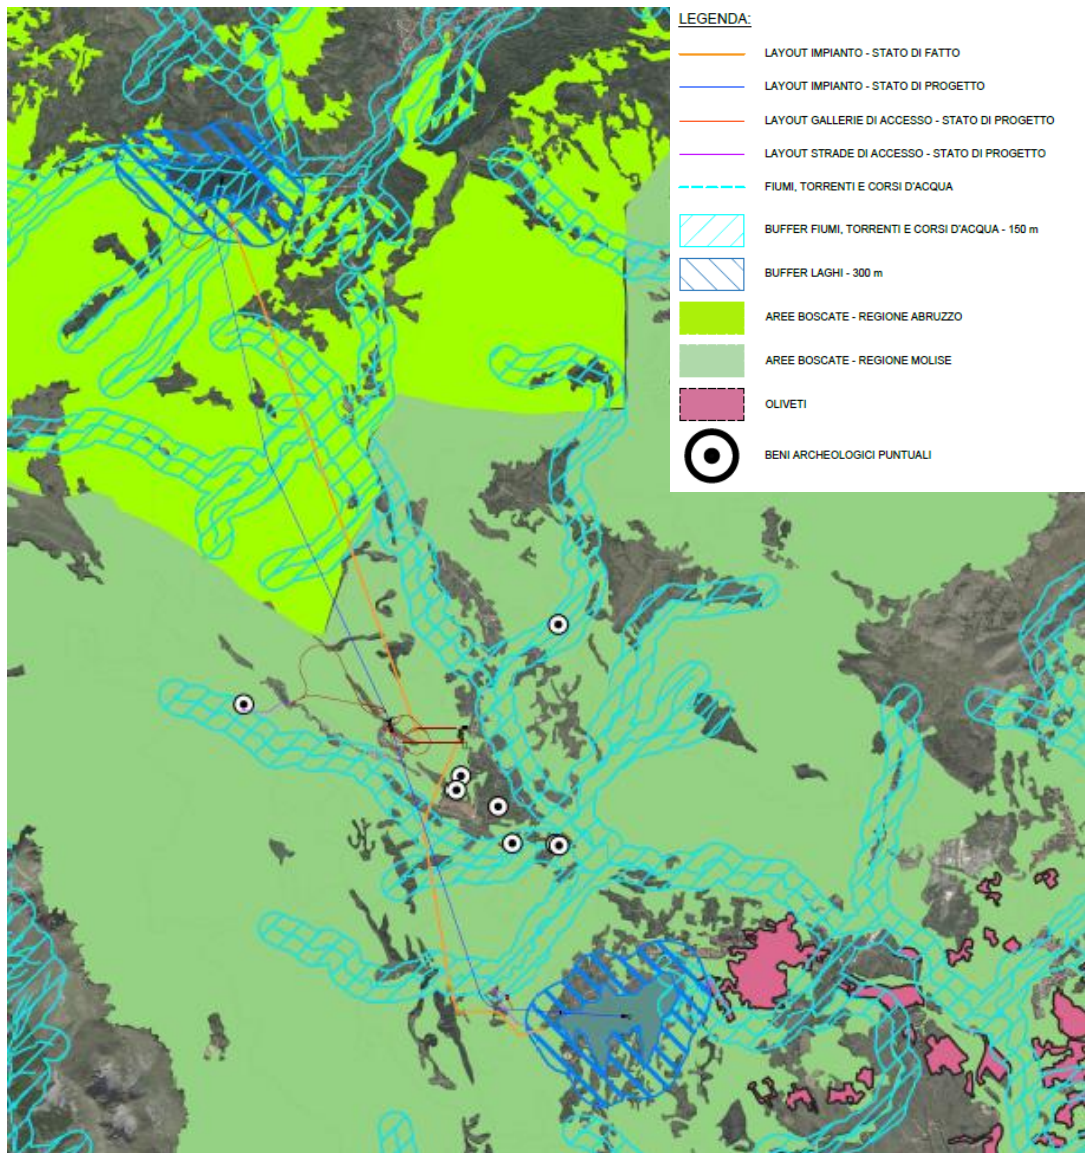 LEGENDA:
LAYOUT IMPIANTO - STATO DI FATTO
LAYOUT IMPIANTO - STATO DI PROGETTO
LAYOUT GALLERIE DI ACCESSO - STATO DI PROGETTO
LAYOUT STRADE DI ACCESSO - STATO DI PROGETTO
FIUMI, TORRENTI E CORSI D'ACQUA
BUFFER FIUMI, TORRENTI E CORSI D'ACQUA - 150 m
BUFFER LAGHI - 300 m
AREE BOSCATE - REGIONE ABRUZZO
AREE BOSCATE - REGIONE MOLISE
OLIVETI
BENI ARCHEOLOGICI PUNTUALI